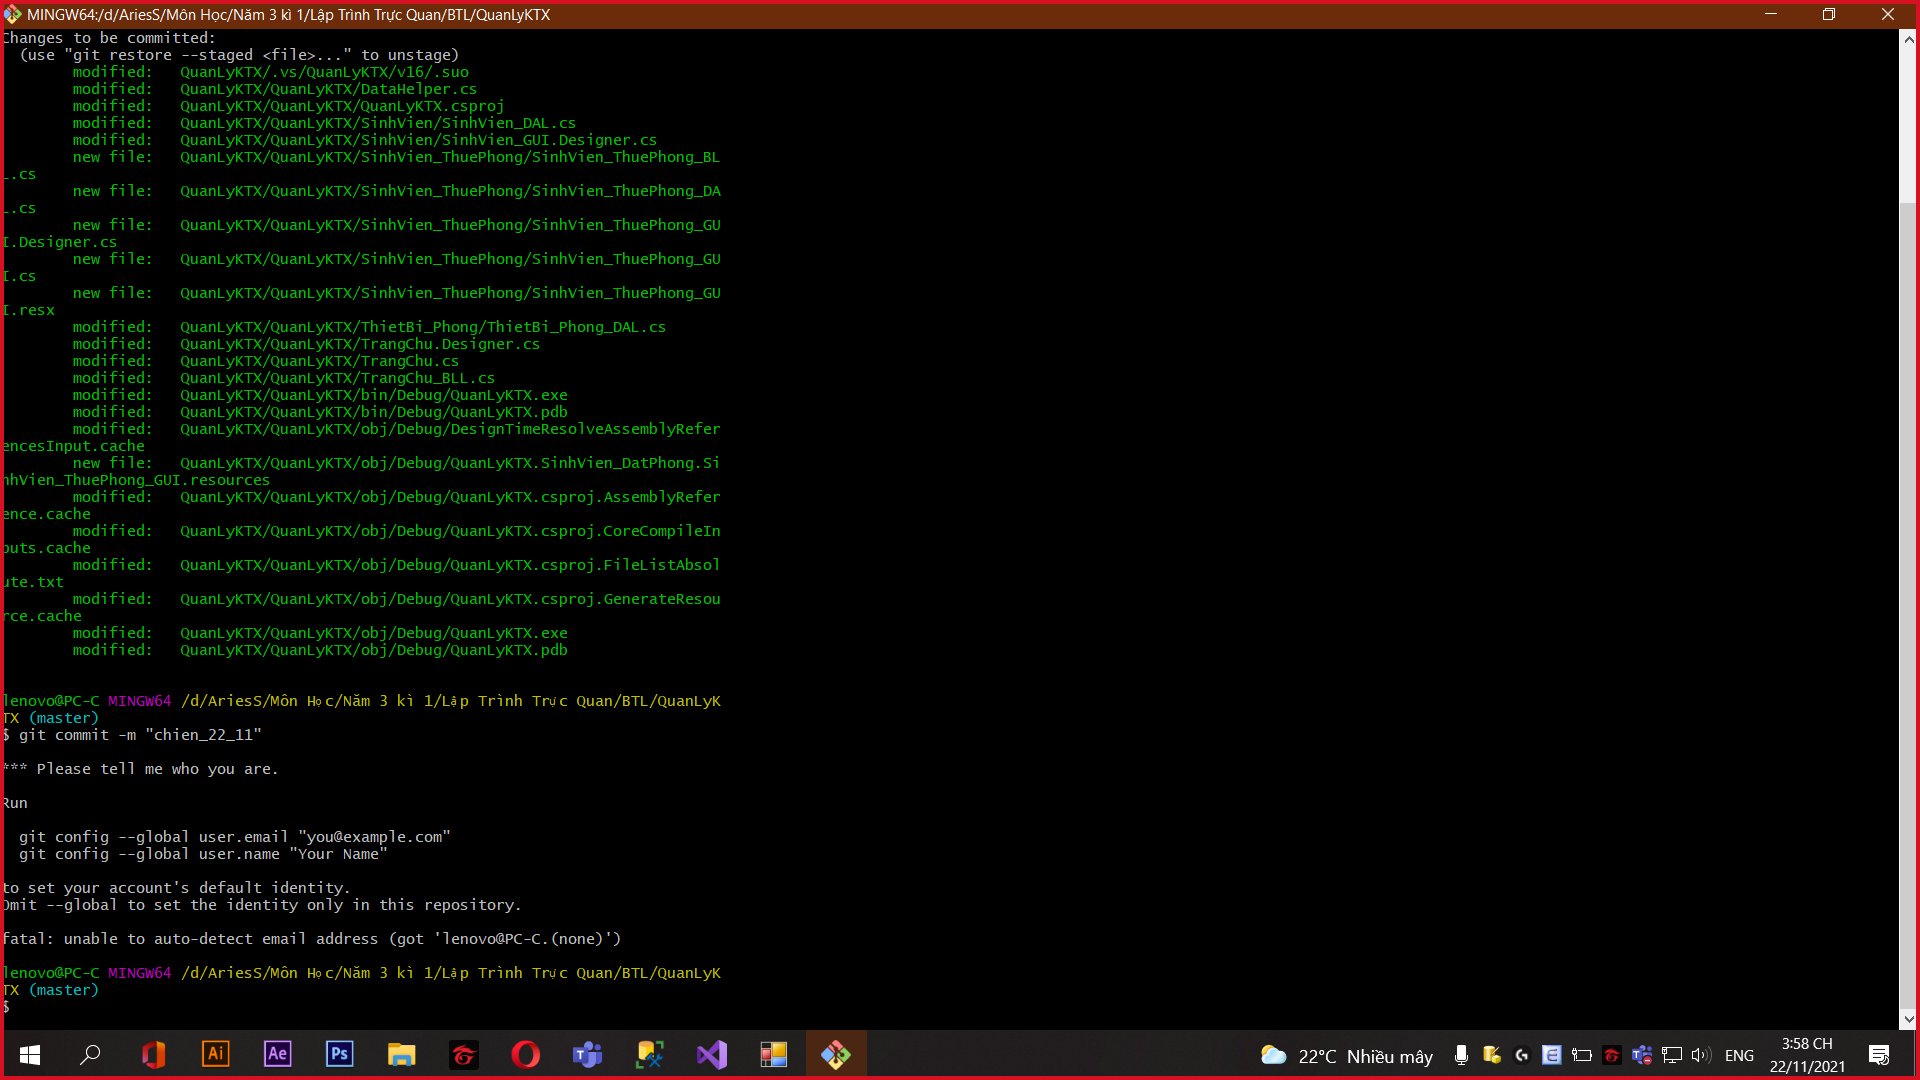 MINGW64:/d/AriesS/Môn Học/Năm 3 kì 1/Lập Trình Trực Quan/BTL/QuanLyKTX
Changes to be committed:
  (use "git restore --staged <file>..." to unstage)
        modified:   QuanLyKTX/.vs/QuanLyKTX/v16/.suo
        modified:   QuanLyKTX/QuanLyKTX/DataHelper.cs
        modified:   QuanLyKTX/QuanLyKTX/QuanLyKTX.csproj
        modified:   QuanLyKTX/QuanLyKTX/SinhVien/SinhVien_DAL.cs
        modified:   QuanLyKTX/QuanLyKTX/SinhVien/SinhVien_GUI.Designer.cs
        new file:   QuanLyKTX/QuanLyKTX/SinhVien_ThuePhong/SinhVien_ThuePhong_BL
L.cs
        new file:   QuanLyKTX/QuanLyKTX/SinhVien_ThuePhong/SinhVien_ThuePhong_DA
L.cs
        new file:   QuanLyKTX/QuanLyKTX/SinhVien_ThuePhong/SinhVien_ThuePhong_GU
I.Designer.cs
        new file:   QuanLyKTX/QuanLyKTX/SinhVien_ThuePhong/SinhVien_ThuePhong_GU
I.cs
        new file:   QuanLyKTX/QuanLyKTX/SinhVien_ThuePhong/SinhVien_ThuePhong_GU
I.resx
        modified:   QuanLyKTX/QuanLyKTX/ThietBi_Phong/ThietBi_Phong_DAL.cs
        modified:   QuanLyKTX/QuanLyKTX/TrangChu.Designer.cs
        modified:   QuanLyKTX/QuanLyKTX/TrangChu.cs
        modified:   QuanLyKTX/QuanLyKTX/TrangChu_BLL.cs
        modified:   QuanLyKTX/QuanLyKTX/bin/Debug/QuanLyKTX.exe
        modified:   QuanLyKTX/QuanLyKTX/bin/Debug/QuanLyKTX.pdb
        modified:   QuanLyKTX/QuanLyKTX/obj/Debug/DesignTimeResolveAssemblyRefer
encesInput.cache
        new file:   QuanLyKTX/QuanLyKTX/obj/Debug/QuanLyKTX.SinhVien_DatPhong.Si
nhVien_ThuePhong_GUI.resources
        modified:   QuanLyKTX/QuanLyKTX/obj/Debug/QuanLyKTX.csproj.AssemblyRefer
ence.cache
        modified:   QuanLyKTX/QuanLyKTX/obj/Debug/QuanLyKTX.csproj.CoreCompileIn
puts.cache
        modified:   QuanLyKTX/QuanLyKTX/obj/Debug/QuanLyKTX.csproj.FileListAbsol
ute.txt
        modified:   QuanLyKTX/QuanLyKTX/obj/Debug/QuanLyKTX.csproj.GenerateResou
rce.cache
        modified:   QuanLyKTX/QuanLyKTX/obj/Debug/QuanLyKTX.exe
        modified:   QuanLyKTX/QuanLyKTX/obj/Debug/QuanLyKTX.pdb
lenovo@PC-C MINGW64 /d/AriesS/Môn Học/Năm 3 kì 1/Lập Trình Trực Quan/BTL/QuanLyK
TX (master)
$ git commit -m "chien_22_11"
*** Please tell me who you are.
Run
  git config --global user.email "you@example.com"
  git config --global user.name "Your Name"
to set your account's default identity.
Omit --global to set the identity only in this repository.
fatal: unable to auto-detect email address (got 'lenovo@PC-C.(none)')
lenovo@PC-C MINGW64 /d/AriesS/Môn Học/Năm 3 kì 1/Lập Trình Trực Quan/BTL/QuanLyK
TX (master)
$
Ai
Ae
Ps
22°C Nhiều mây
ENG
3:58 CH
22/11/2021